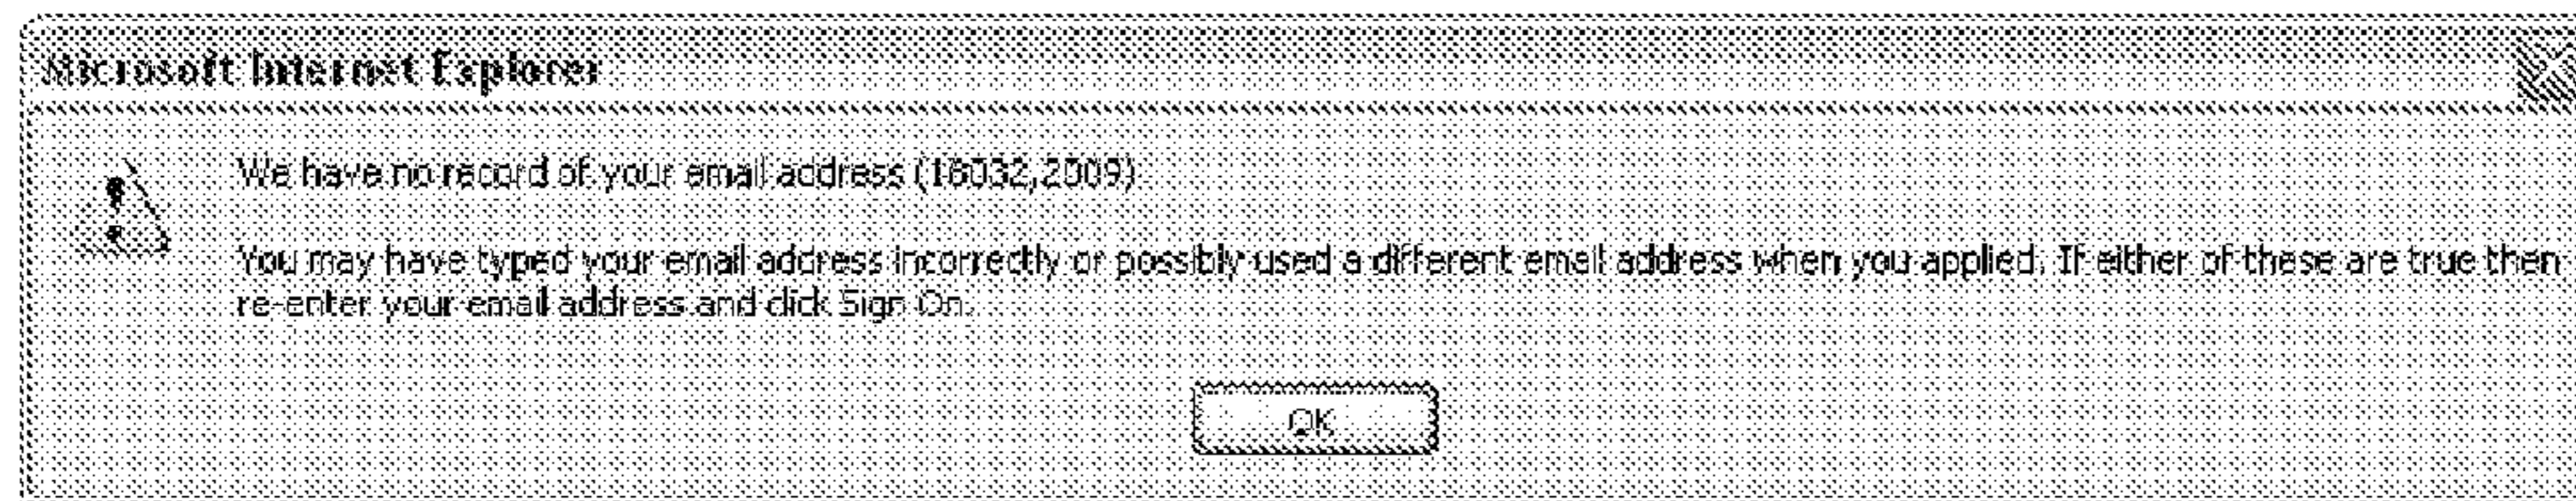 Microsoft Internet Explorer
We have no record of your email address (18032,2009)
You may have typed your email address incorrectly or possibly used a different email address when you applied. If either of these are true then
re-enter your email address and click Sign On.
OK